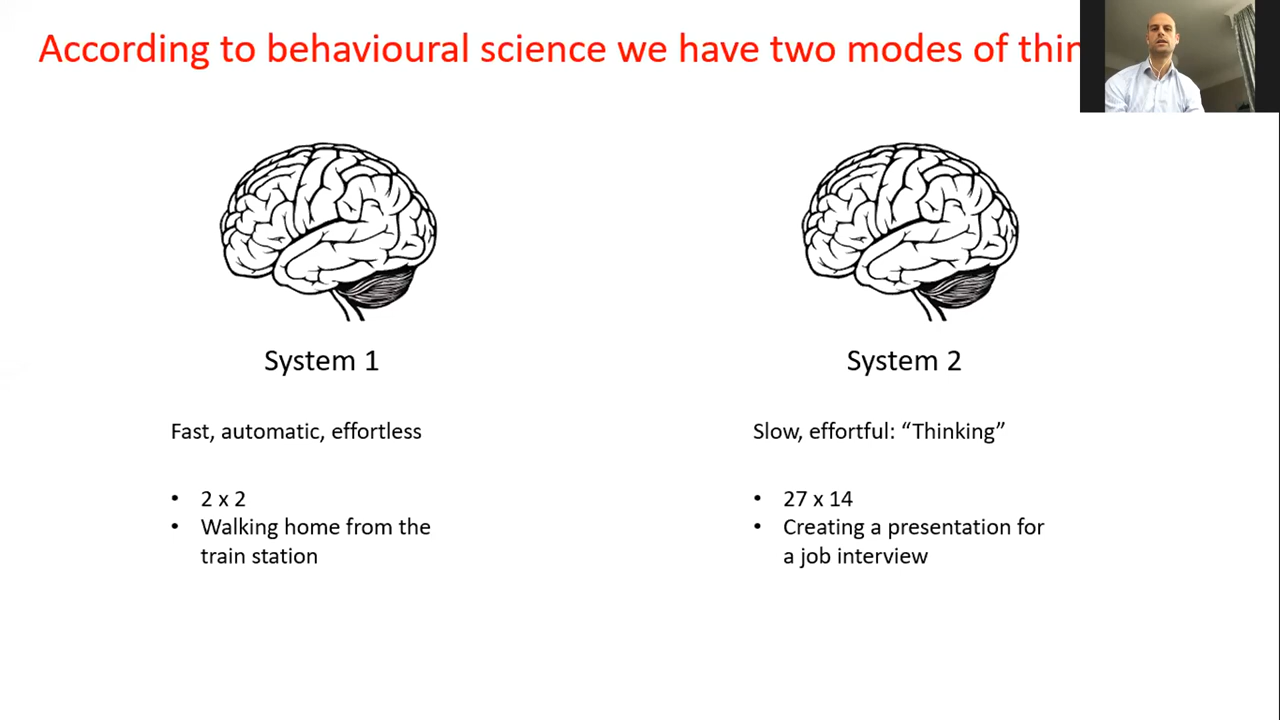 According to behavioural science we have two modes of
System 1
Fast, automatic, effortless
• 2 x 2
• Walking home from the
train station
System 2
Slow, effortful: “Thinking”
• 27 x 14
• Creating a presentation for
a job interview